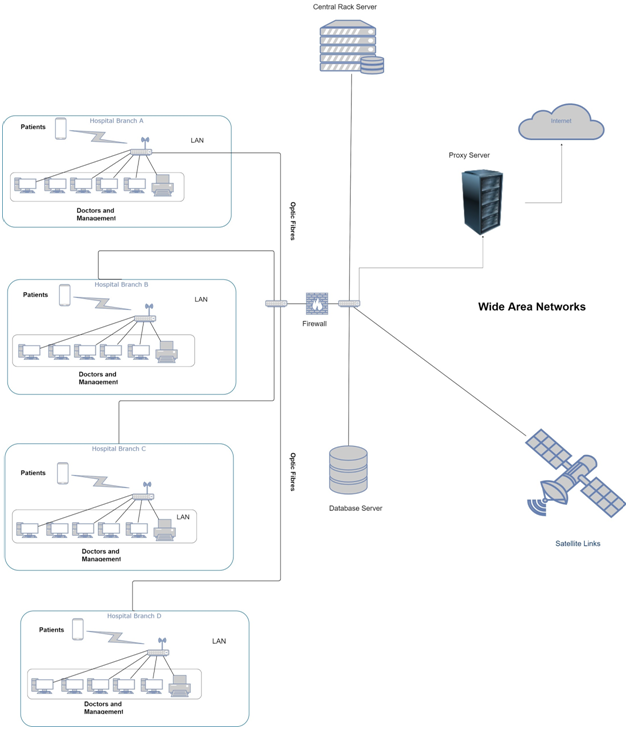 Central Rack Server
Hospital Branch A
Patients
LAN
Doctors and
Management
Internet
Proxy Server
Optic Fibres
Hospital Branch B
Patients
LAN
Doctors and
Management
Firewall
Wide Area Networks
Hospital Branch C
Patients
LAN
Doctors and
Management
Optic Fibres
Database Server
Satellite Links
Hospital Branch D
Patients
LAN
Doctors and
Management